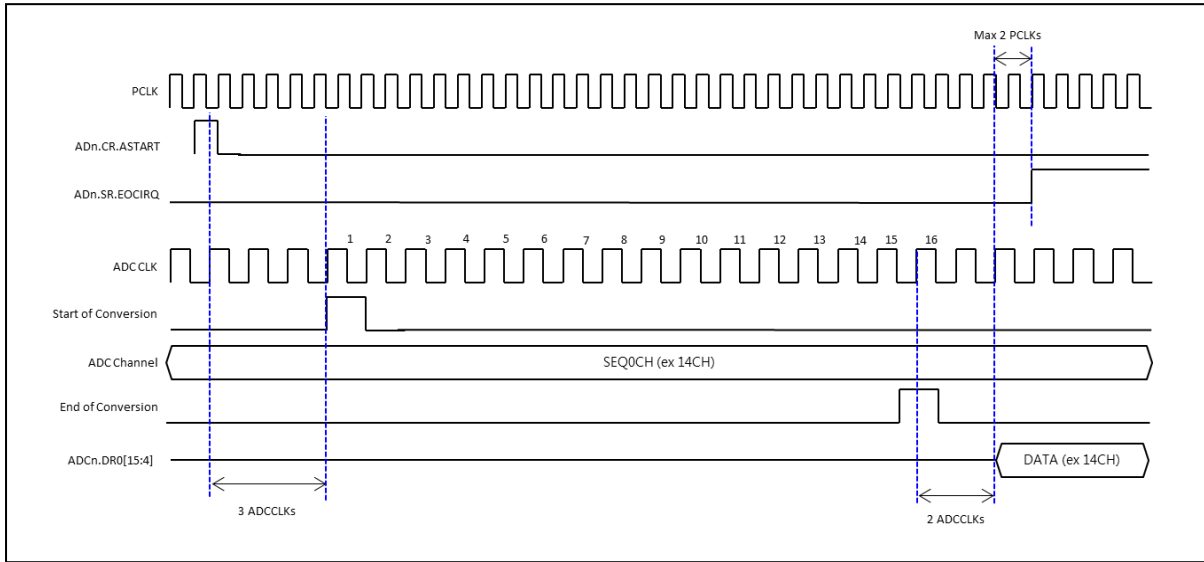 Max 2 PCLKs
PCLK
ADn.CR.ASTART
ADn.SR.EOCIRQ
1 2 3 4 5 6 7 8 9 10 11 12 13 14 15 16
ADC CLK
Start of Conversion
ADC Channel
SEQ0CH (ex 14CH)
End of Conversion
ADCn.DR0[15:4]
DATA (ex 14CH)
3 ADCCLKs
2 ADCCLKs